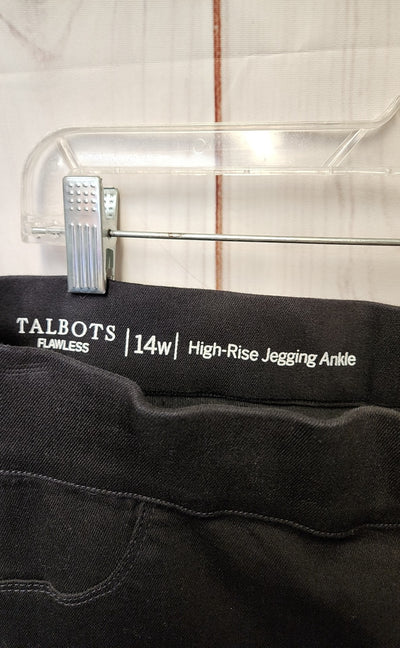 TALBOTS
FLAWLESS
14W
High-Rise Jegging Ankle